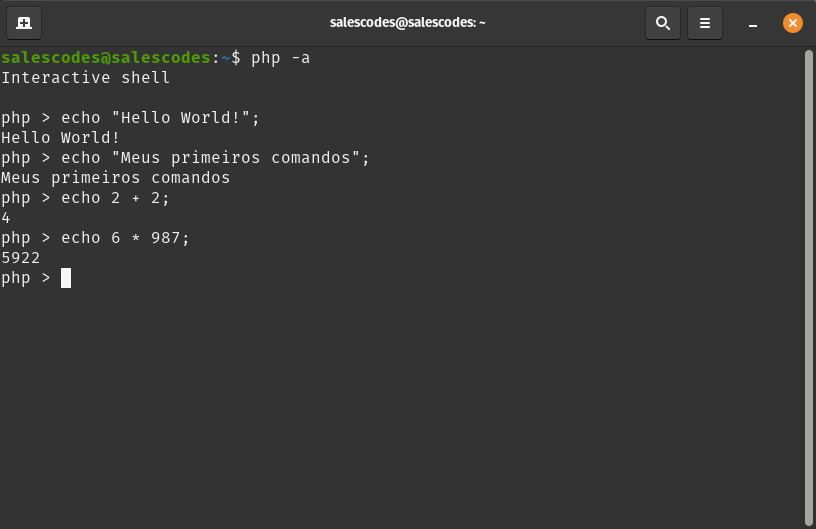 salescodes@salescodes: ~
salescodes@salescodes:~$ php -a
Interactive shell
php > echo "Hello World!";
Hello World!
php > echo "Meus primeiros comandos";
Meus primeiros comandos
php > echo 2 + 2;
4
php > echo 6 * 987;
5922
php >